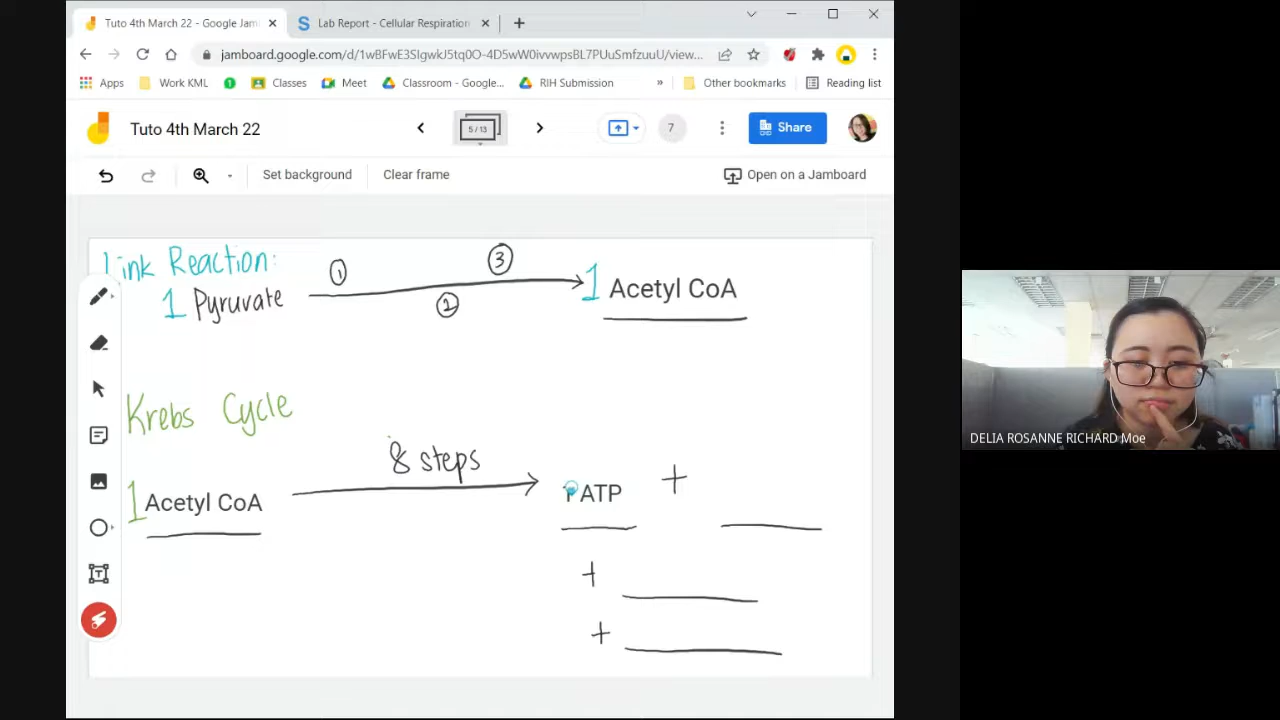 Tuto 4th March 22 - Google Jam
Lab Report - Cellular Respiration
jamboard.google.com/d/1wBFwE3SIgwkJ5tq0O-4D5wW0ivvwpsBL7PUuSmfzuuU/view...
Apps Work KML 1 Classes Meet Classroom - Google... RIH Submission » Other bookmarks Reading list
Tuto 4th March 22
5 / 13
7
Share
Set background
Clear frame
Open on a Jamboard
Link Reaction:
1 Pyruvate
① ② ③
1 Acetyl CoA
Krebs Cycle
1 Acetyl CoA
8 steps
1 ATP +
+
+
DELIA ROSANNE RICHARD Moe